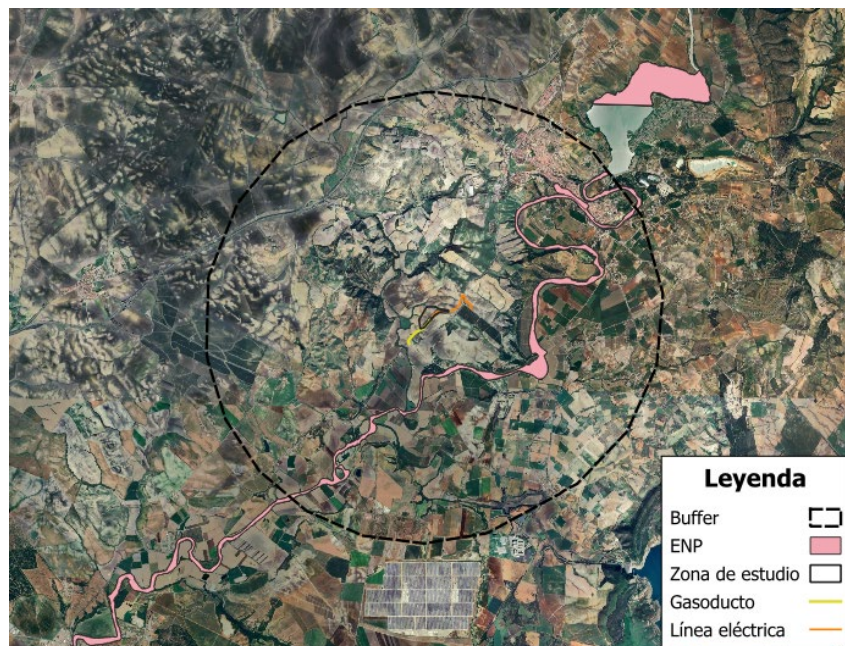 Leyenda
Buffer
ENP
Zona de estudio
Gasoducto
Línea eléctrica